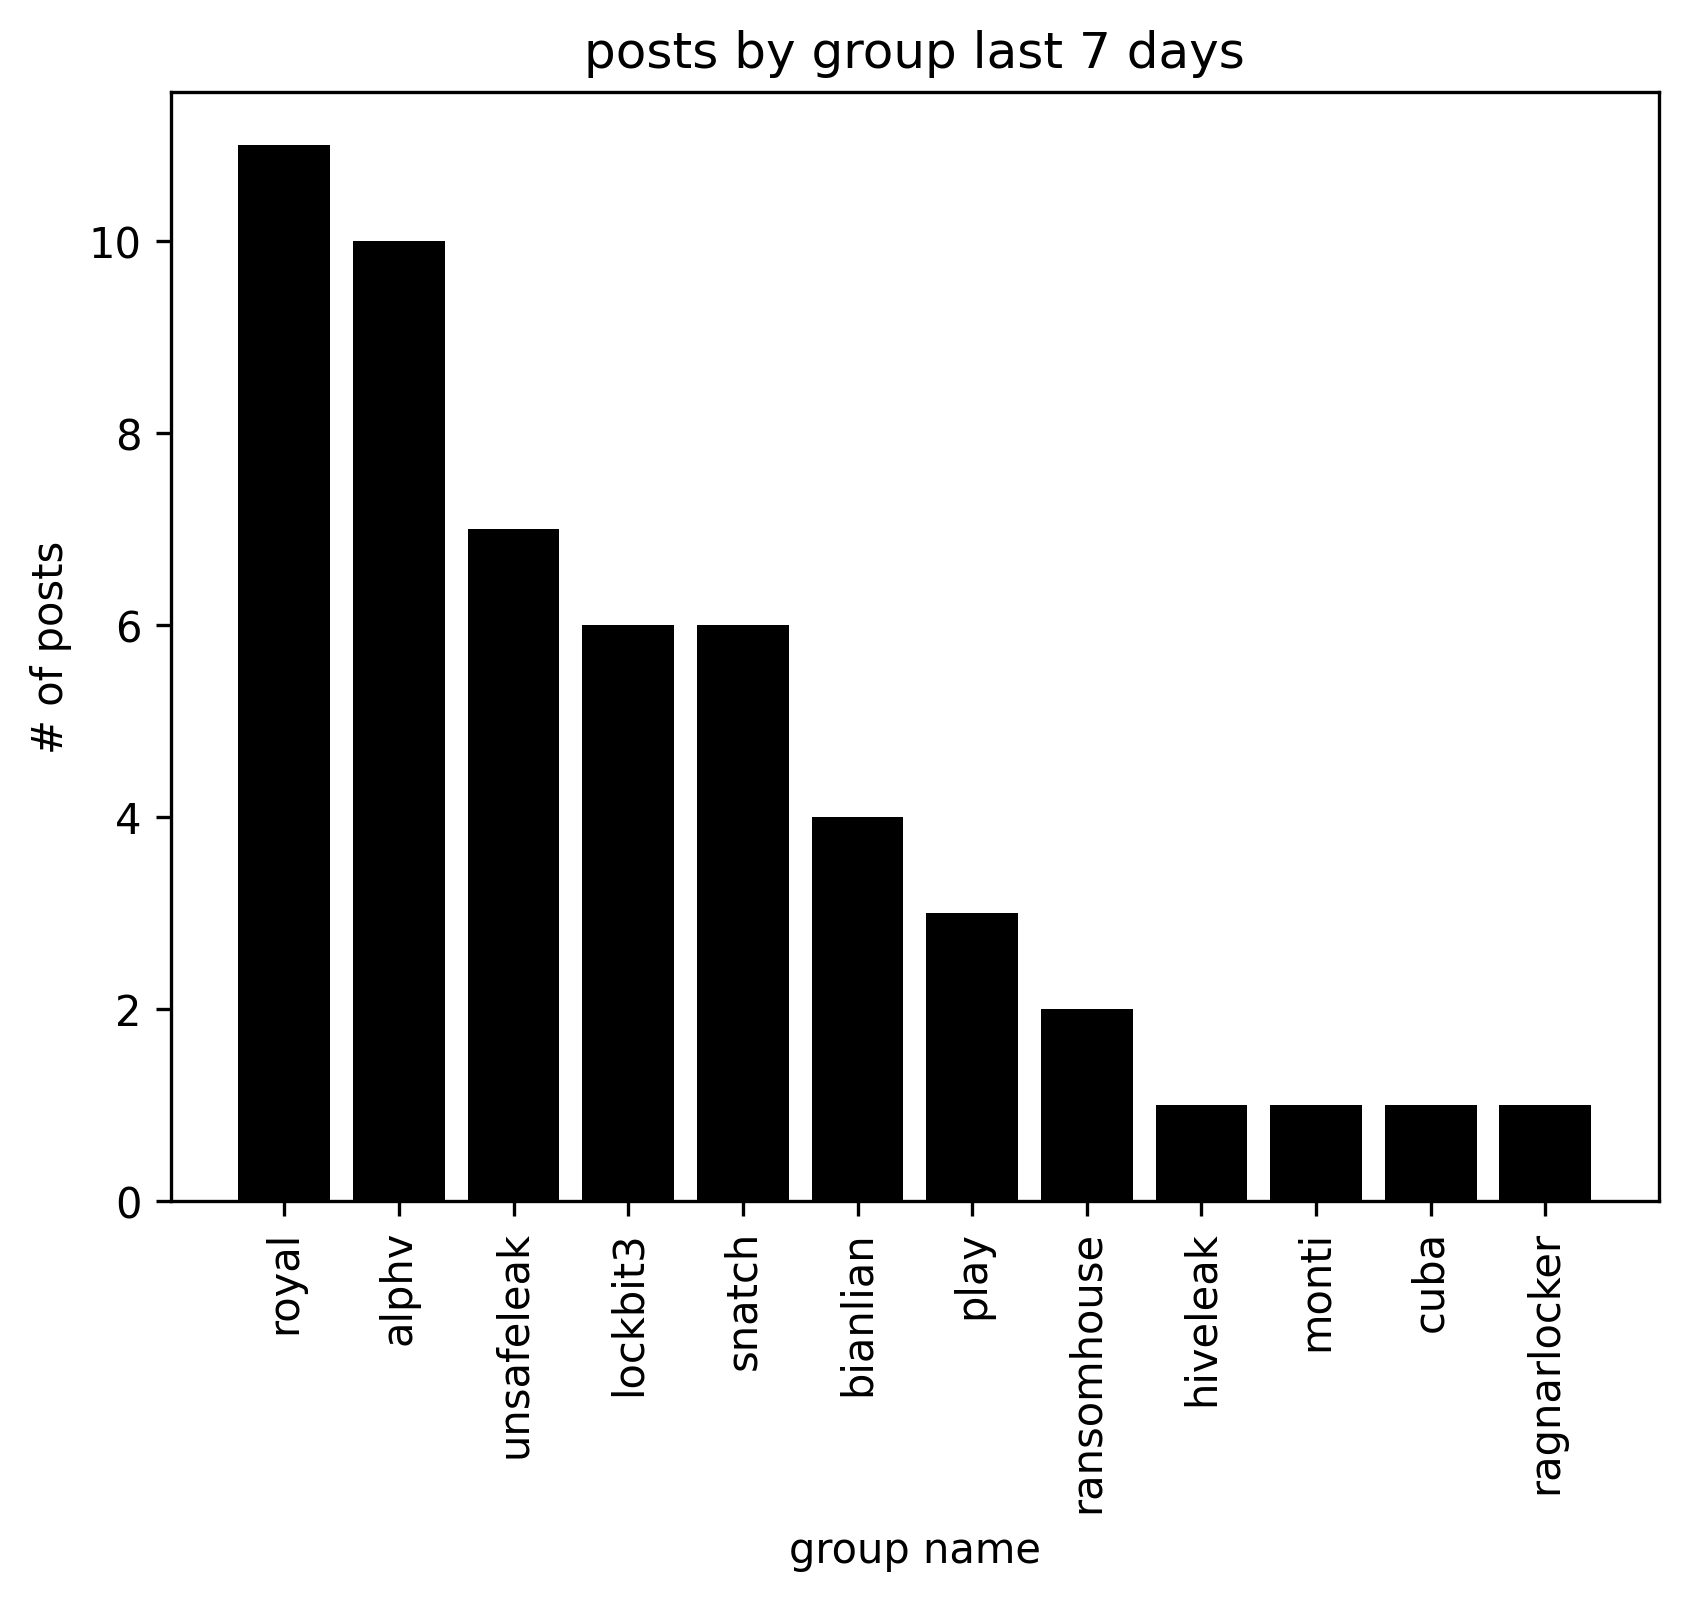 posts by group last 7 days
# of posts
10
8
6
4
2
0
royal
alphv
unsafeleak
lockbit3
snatch
bianlian
play
ransomhouse
hiveleak
monti
cuba
ragnarlocker
group name